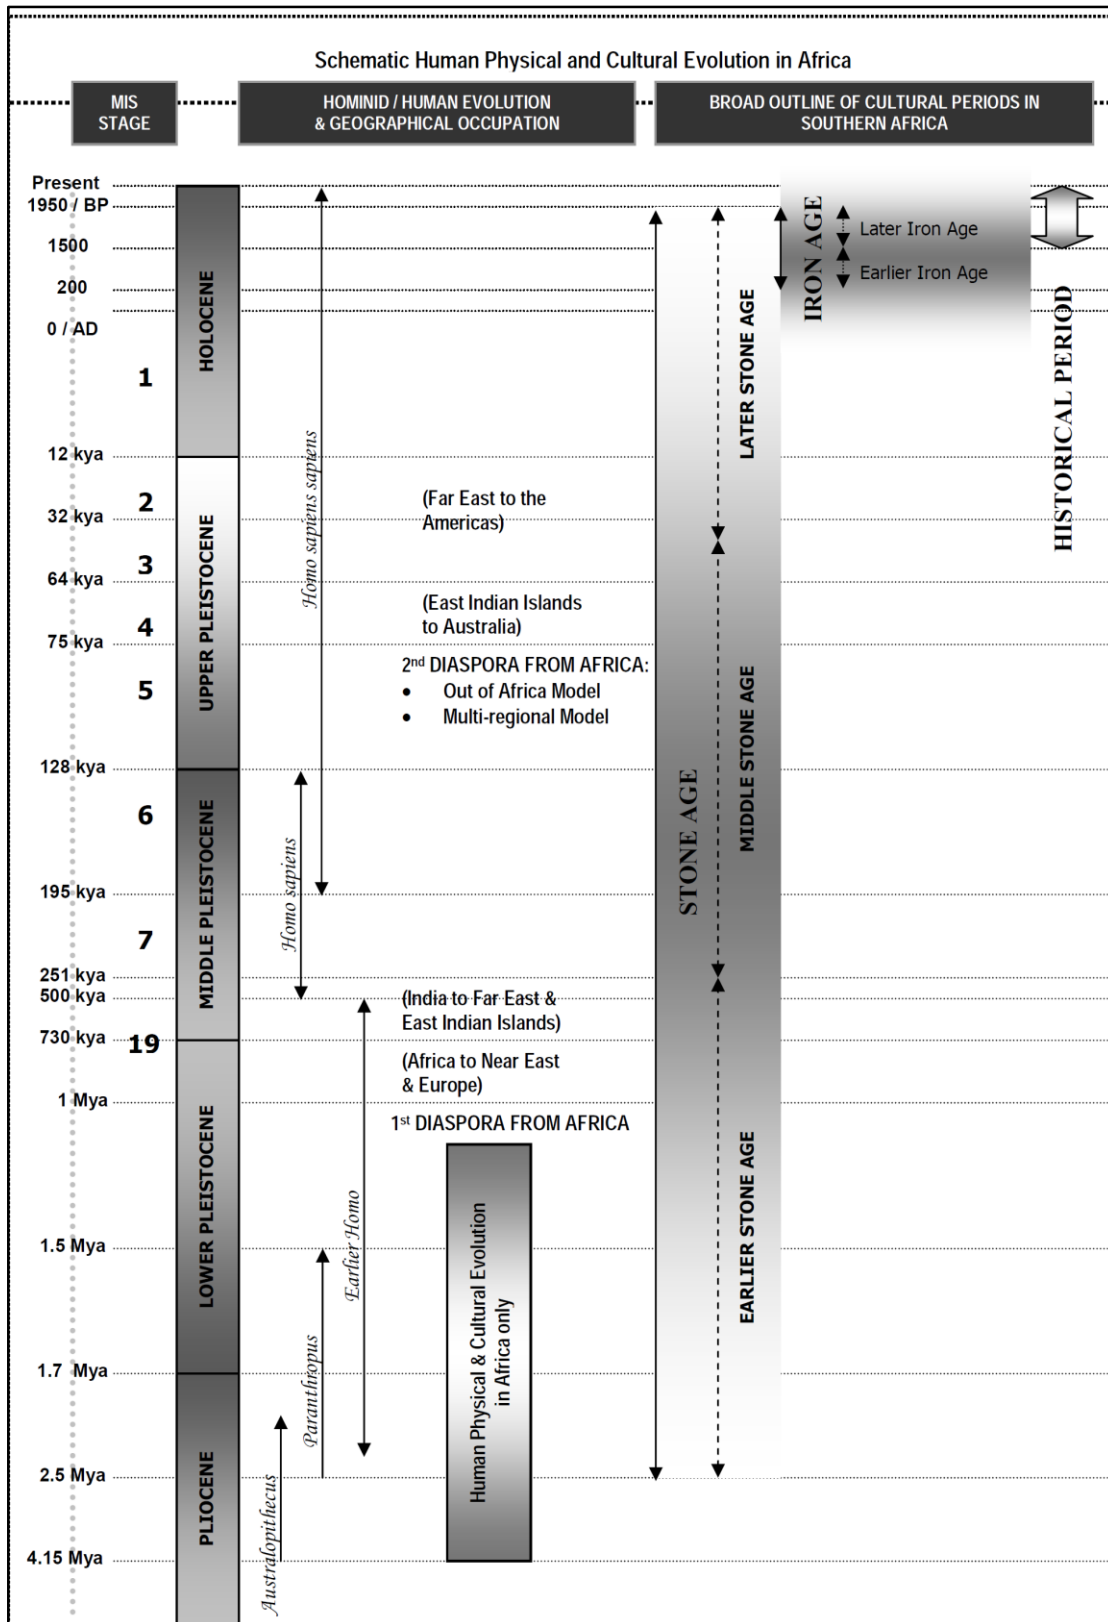 Schematic Human Physical and Cultural Evolution in Africa
MIS
STAGE
HOMINID / HUMAN EVOLUTION
& GEOGRAPHICAL OCCUPATION
BROAD OUTLINE OF CULTURAL PERIODS IN
SOUTHERN AFRICA
Present
1950 / BP
1500
200
0 / AD
12 kya
32 kya
64 kya
75 kya
128 kya
195 kya
251 kya
500 kya
730 kya
1 Mya
1.5 Mya
1.7 Mya
2.5 Mya
4.15 Mya
1
2
3
4
5
6
7
19
HOLOCENE
UPPER PLEISTOCENE
MIDDLE PLEISTOCENE
LOWER PLEISTOCENE
PLIOCENE
Homo sapiens sapiens
Homo sapiens
Earlier Homo
Paranthropus
Australopithecus
(Far East to the
Americas)
(East Indian Islands
to Australia)
2nd DIASPORA FROM AFRICA:
• Out of Africa Model
• Multi-regional Model
(India to Far East &
East Indian Islands)
(Africa to Near East
& Europe)
1st DIASPORA FROM AFRICA
Human Physical & Cultural Evolution
in Africa only
STONE AGE
LATER STONE AGE
MIDDLE STONE AGE
EARLIER STONE AGE
IRON AGE
Later Iron Age
Earlier Iron Age
HISTORICAL PERIOD